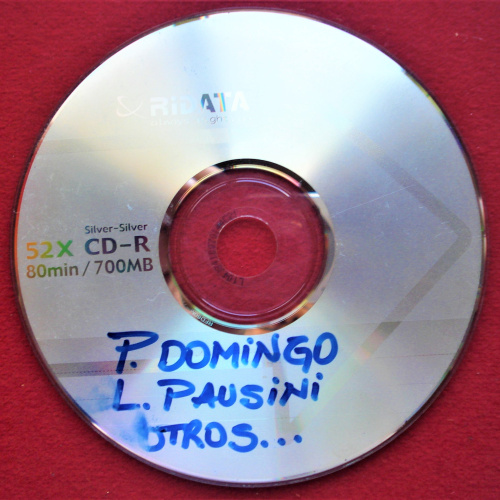 RIDATA
Silver-Silver
52X CD-R
80min / 700MB
P. DOMINGO
L. PAUSINI
OTROS...